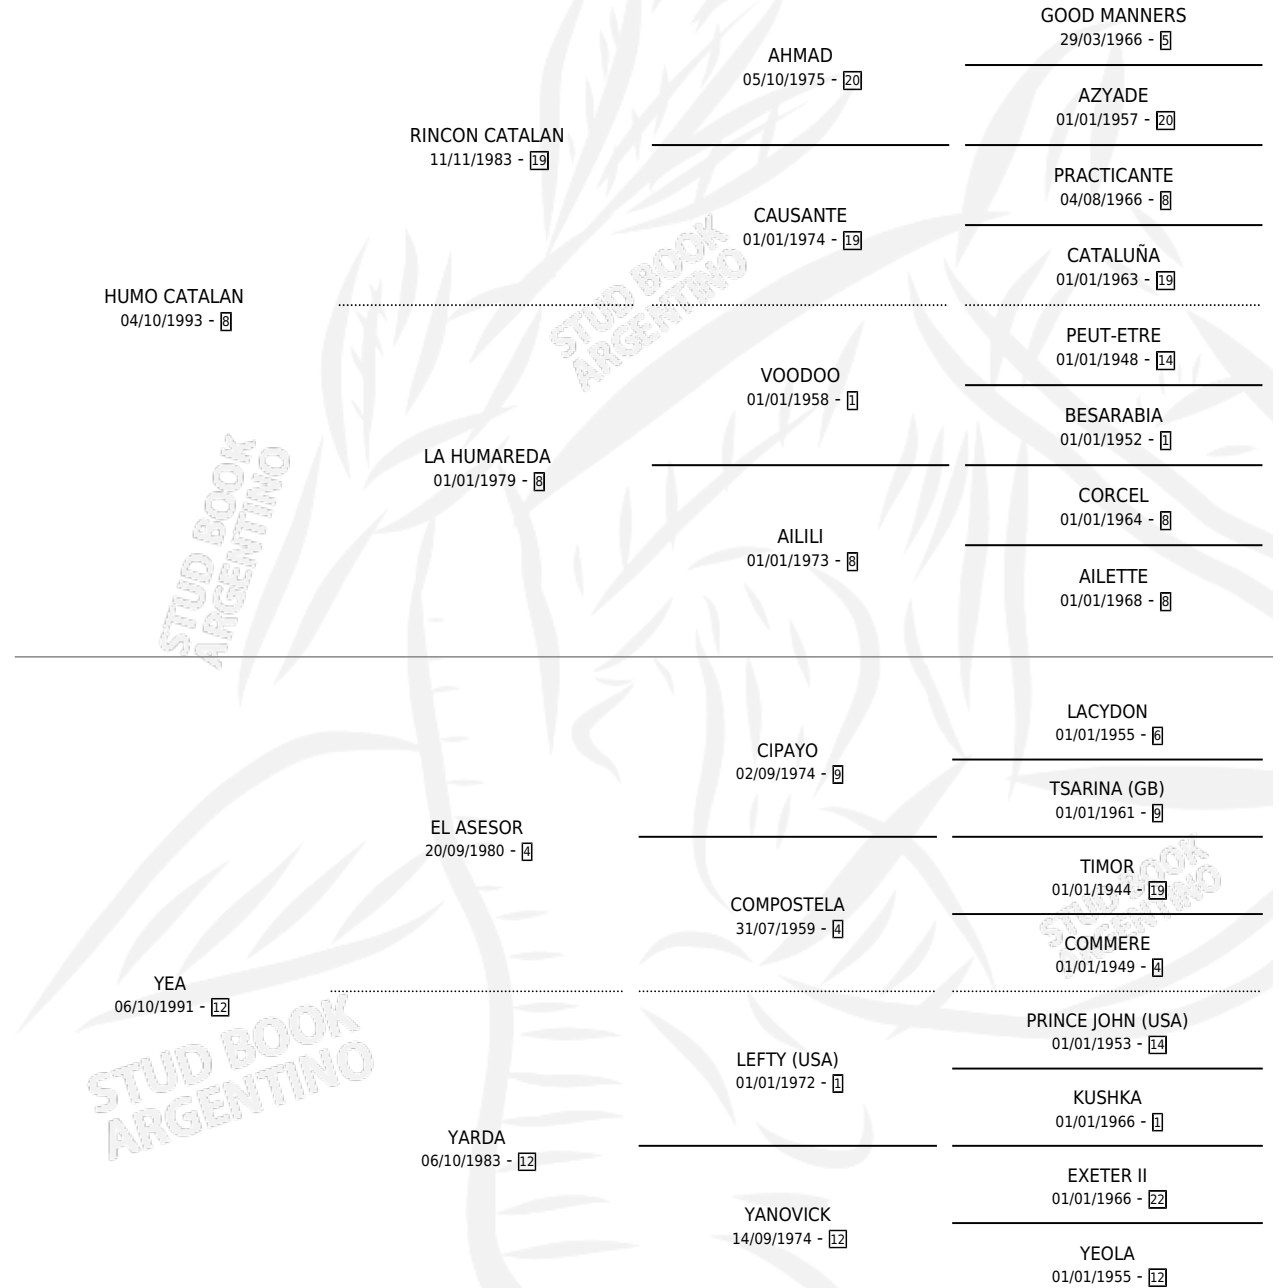 GOOD MANNERS
29/03/1966 - 5
AHMAD
05/10/1975 - 20
AZYADE
01/01/1957 - 20
RINCON CATALAN
11/11/1983 - 19
PRACTICANTE
04/08/1966 - 8
CAUSANTE
01/01/1974 - 19
CATALUÑA
01/01/1963 - 19
HUMO CATALAN
04/10/1993 - 8
PEUT-ETRE
01/01/1948 - 14
VOODOO
01/01/1958 - 1
BESARABIA
01/01/1952 - 1
LA HUMAREDA
01/01/1979 - 8
CORCEL
01/01/1964 - 8
AILILI
01/01/1973 - 8
AILETTE
01/01/1968 - 8
LACYDON
01/01/1955 - 6
CIPAYO
02/09/1974 - 9
TSARINA (GB)
01/01/1961 - 9
EL ASESOR
20/09/1980 - 4
TIMOR
01/01/1944 - 19
COMPOSTELA
31/07/1959 - 4
COMMERE
01/01/1949 - 4
YEA
06/10/1991 - 12
PRINCE JOHN (USA)
01/01/1953 - 14
LEFTY (USA)
01/01/1972 - 1
KUSHKA
01/01/1966 - 1
YARDA
06/10/1983 - 12
EXETER II
01/01/1966 - 22
YANOVICK
14/09/1974 - 12
YEOLA
01/01/1955 - 12
STUD BOOK
ARGENTINO
STUD BOOK
ARGENTINO
STUD BOOK
ARGENTINO
STUD BOOK
ARGENTINO